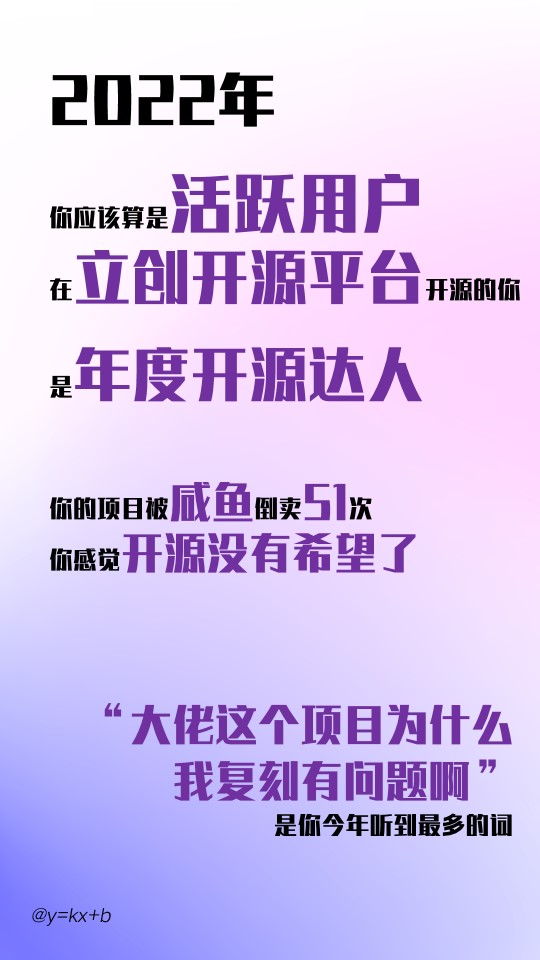 2022年
你应该算是活跃用户
在立创开源平台开源的你
是年度开源达人
你的项目被咸鱼倒卖51次
你感觉开源没有希望了
“大佬这个项目为什么
我复刻有问题啊”
是你今年听到最多的词
@y=kx+b